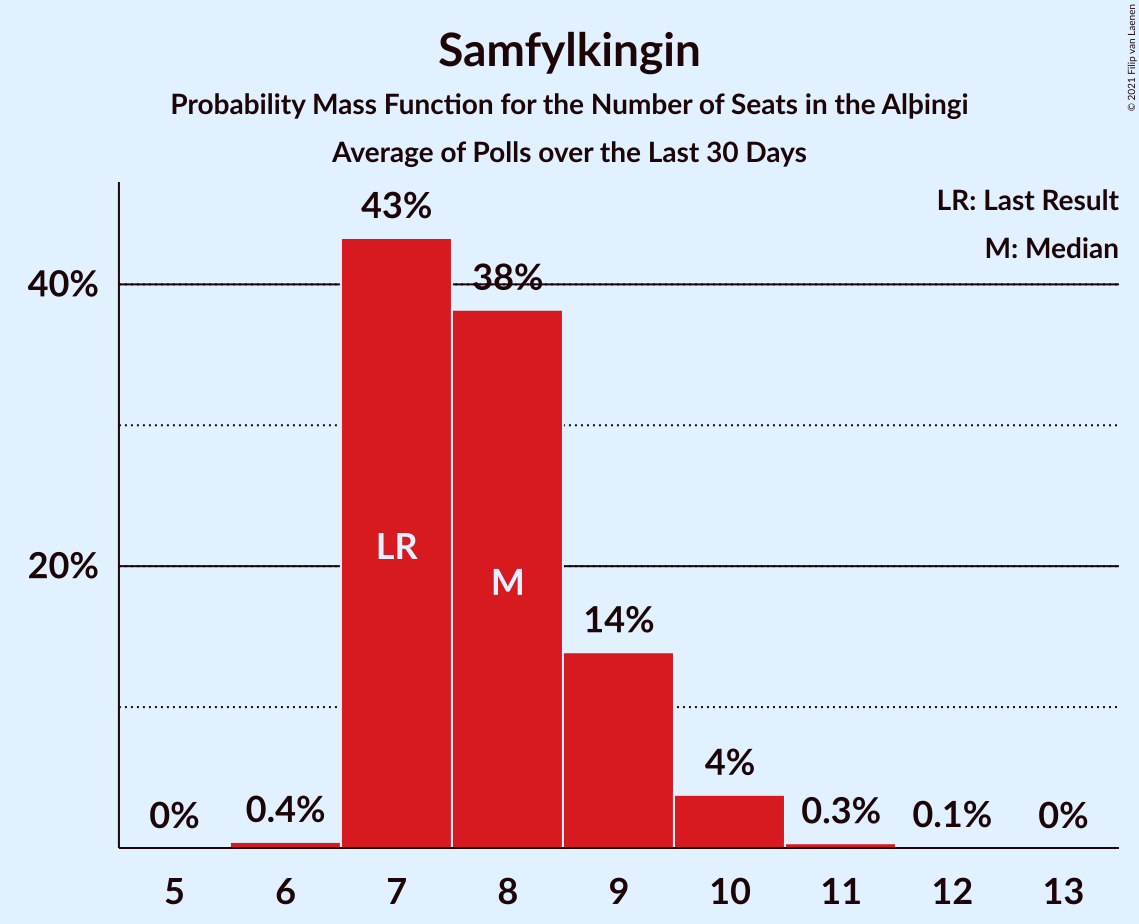 Samfylkingin
Probability Mass Function for the Number of Seats in the Alþingi
Average of Polls over the Last 30 Days
© 2021 Filip van Laenen
LR: Last Result
M: Median
43%
38%
40%
LR
M
20%
14%
4%
0%
0.4%
0.3%
0.1%
0%
5 6 7 8 9 10 11 12 13